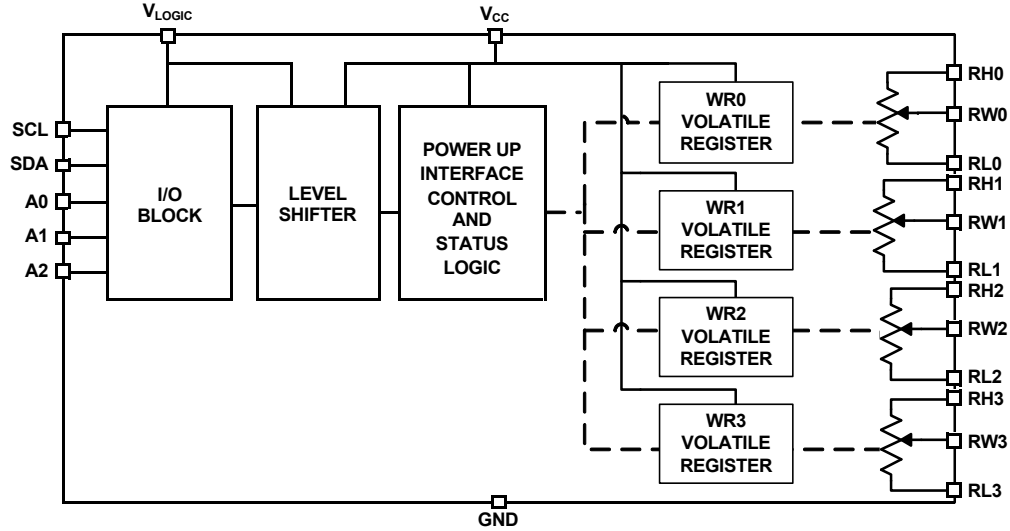 VLOGIC
VCC
SCL
SDA
A0
A1
A2
I/O
BLOCK
LEVEL
SHIFTER
POWER UP
INTERFACE
CONTROL
AND
STATUS
LOGIC
WR0
VOLATILE
REGISTER
WR1
VOLATILE
REGISTER
WR2
VOLATILE
REGISTER
WR3
VOLATILE
REGISTER
RH0
RW0
RL0
RH1
RW1
RL1
RH2
RW2
RL2
RH3
RW3
RL3
GND